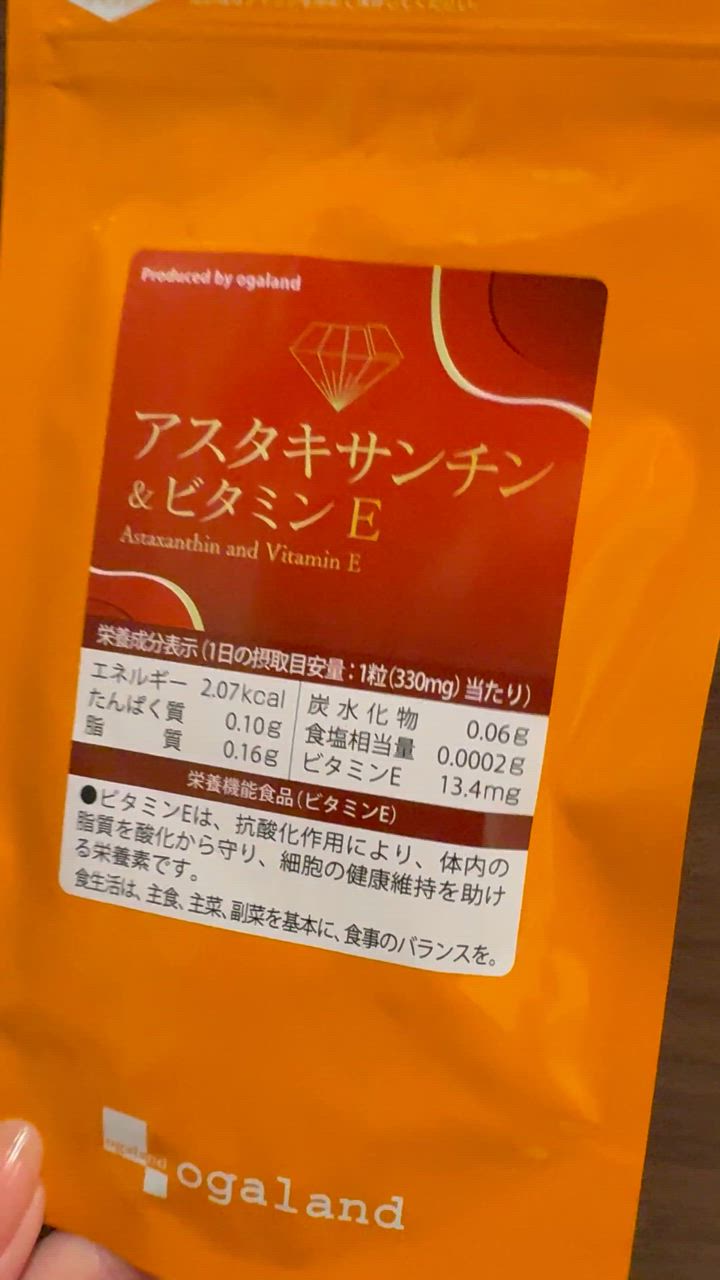 Produced by ogaland
アスタキサンチン
&ビタミンE
Astaxanthin and Vitamin E
栄養成分表示(1日の摂取目安量:1粒(330mg)当たり)
エネルギー 2.07kcal
たんぱく質 0.10g
脂質 0.16g
炭水化物 0.06g
食塩相当量 0.0002g
ビタミンE 13.4mg
栄養機能食品(ビタミンE)
●ビタミンEは、抗酸化作用により、体内の
脂質を酸化から守り、細胞の健康維持を助け
る栄養素です。
食生活は、主食、主菜、副菜を基本に、食事のバランスを。
ogaland
ogaland